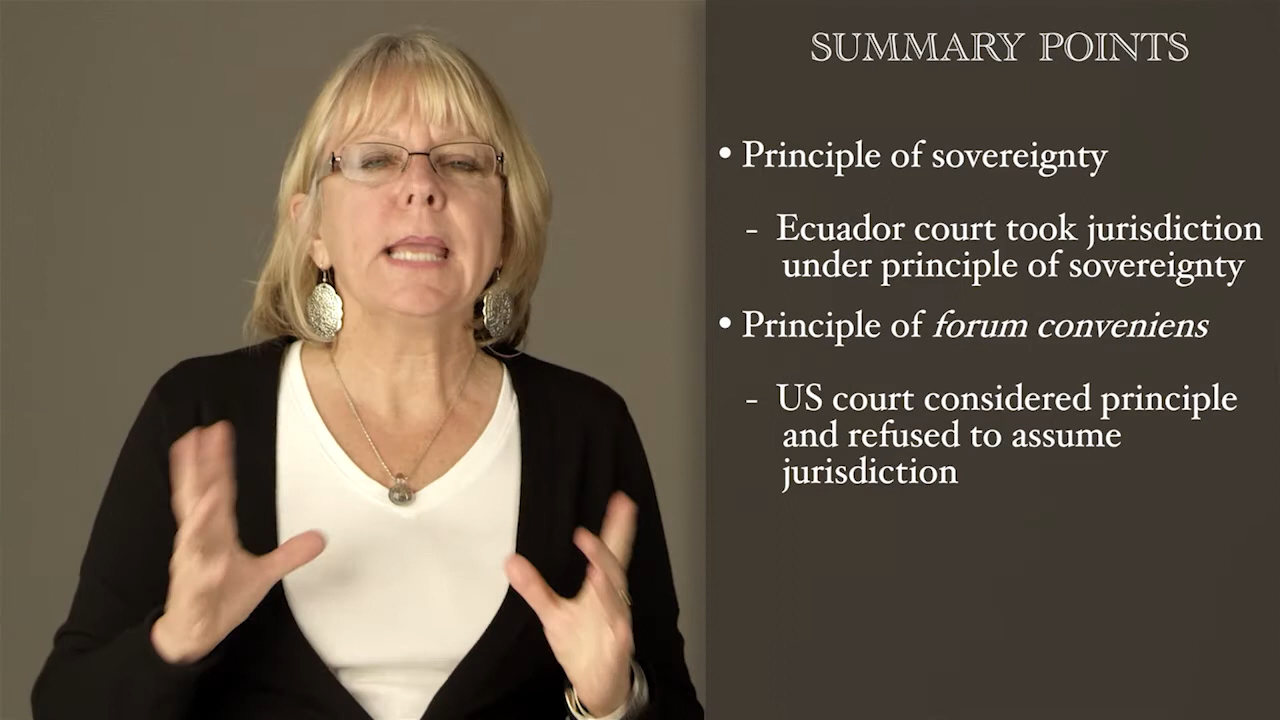 SUMMARY POINTS
• Principle of sovereignty
- Ecuador court took jurisdiction
under principle of sovereignty
• Principle of forum conveniens
- US court considered principle
and refused to assume
jurisdiction